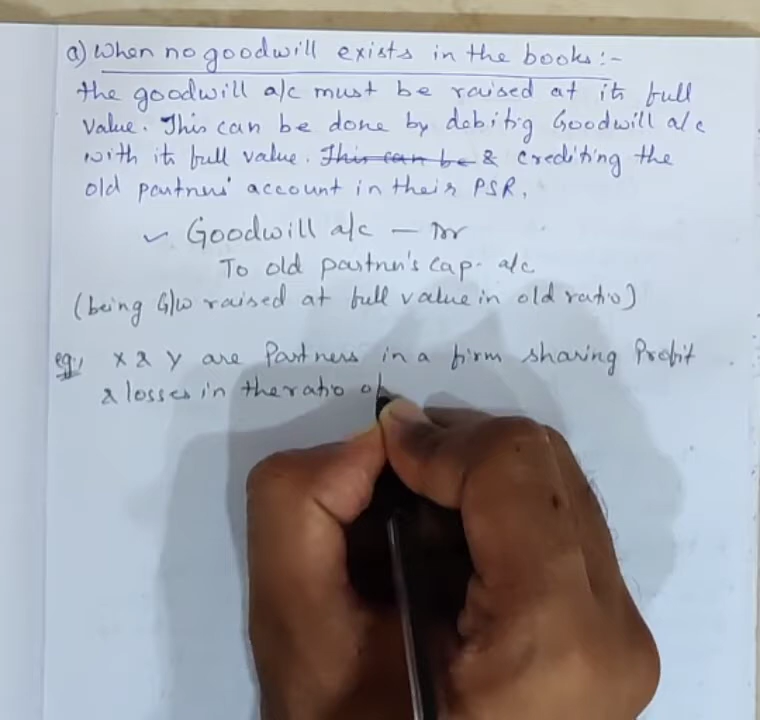 a) When no goodwill exists in the books:-
the goodwill a/c must be raised at its full
value. This can be done by debitig Goodwill a/c
with its full value. This can be & crediting the
old partners' account in their PSR.
✓ Goodwill a/c — Dr
To old partner's cap- a/c
(being G/w raised at full value in old ratio)
eg:, X & Y are Partners in a firm sharing Profit
& losses in the ratio of